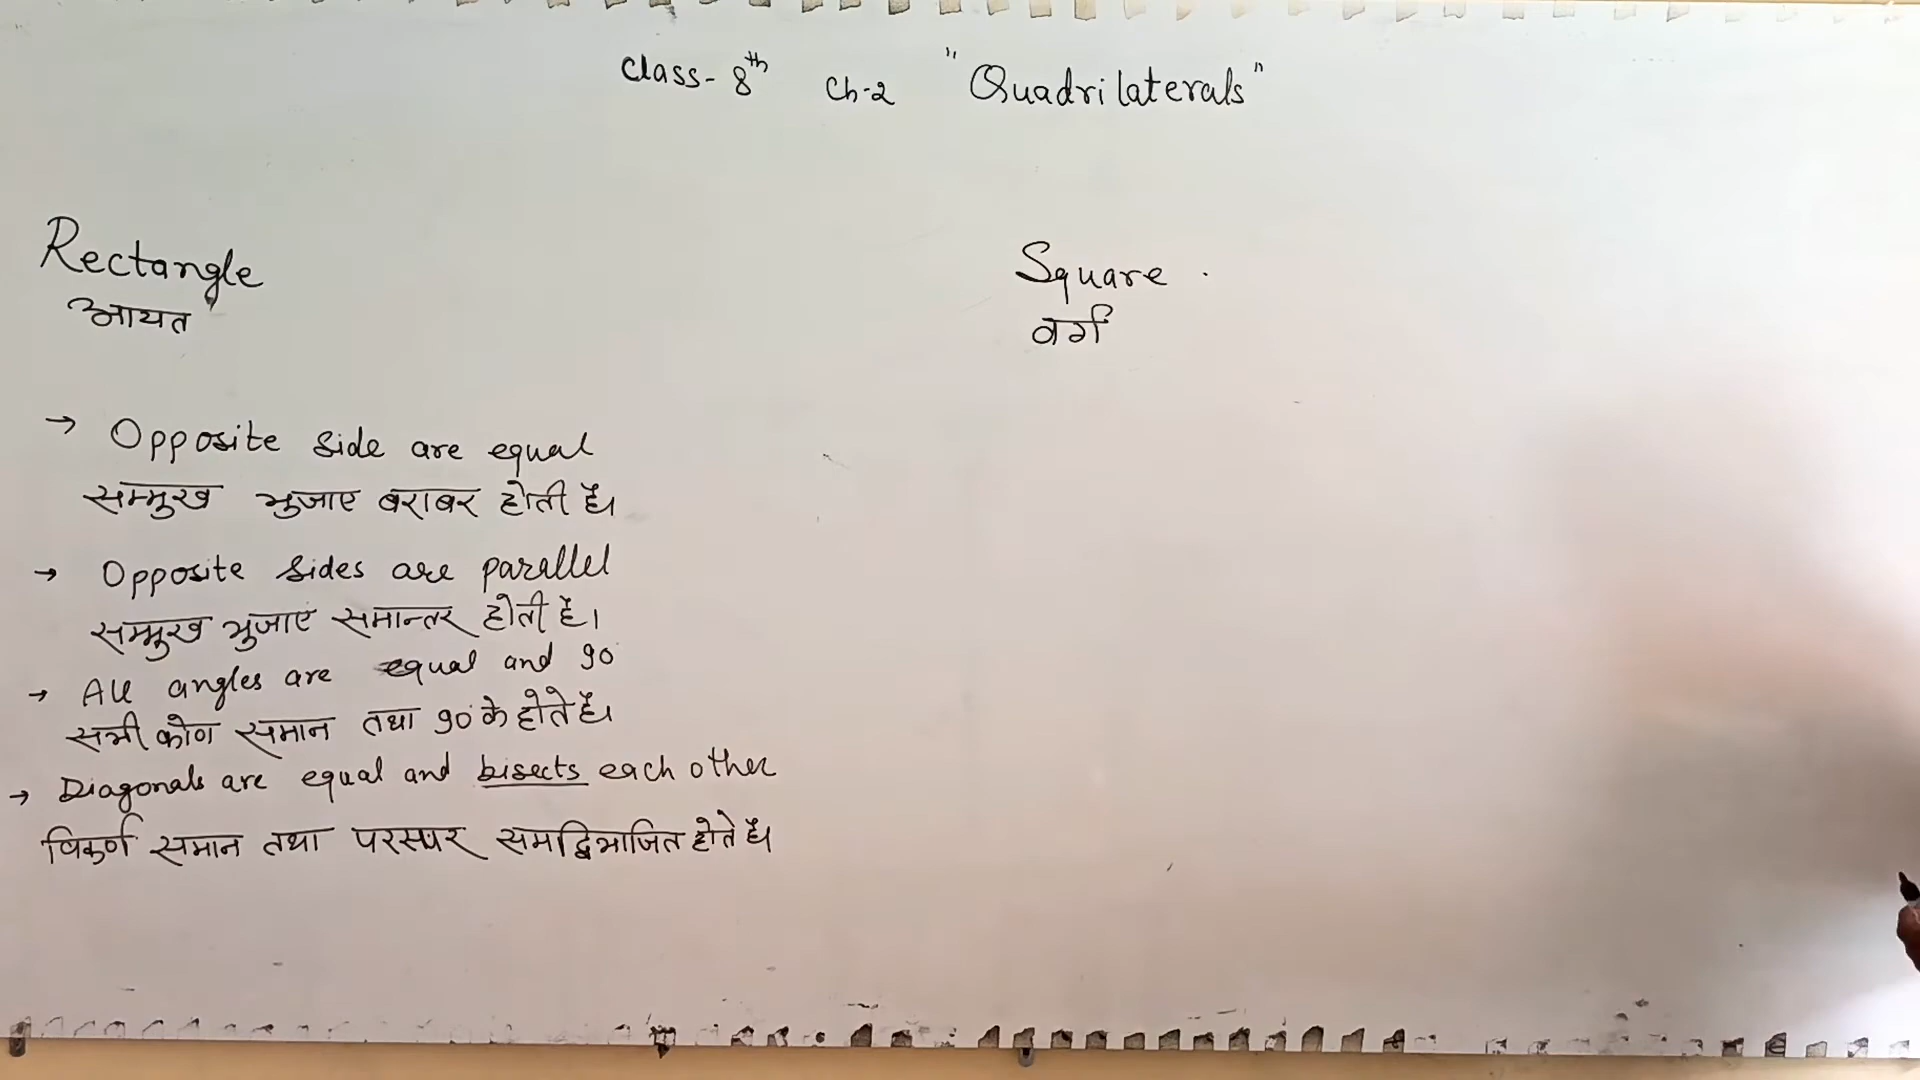 Class-8th Ch-2 "Quadrilaterals"
Rectangle
आयत
Square
वर्ग
→ Opposite side are equal
सम्मुख भुजाए बराबर होती है।
→ Opposite sides are parallel
सम्मुख भुजाएं समान्तर होती है।
→ All angles are equal and 90°
सभी कोण समान तथा 90° के होते है।
→ Diagonals are equal and bisects each other
विकर्ण समान तथा परस्पर समद्विभाजित होते है।